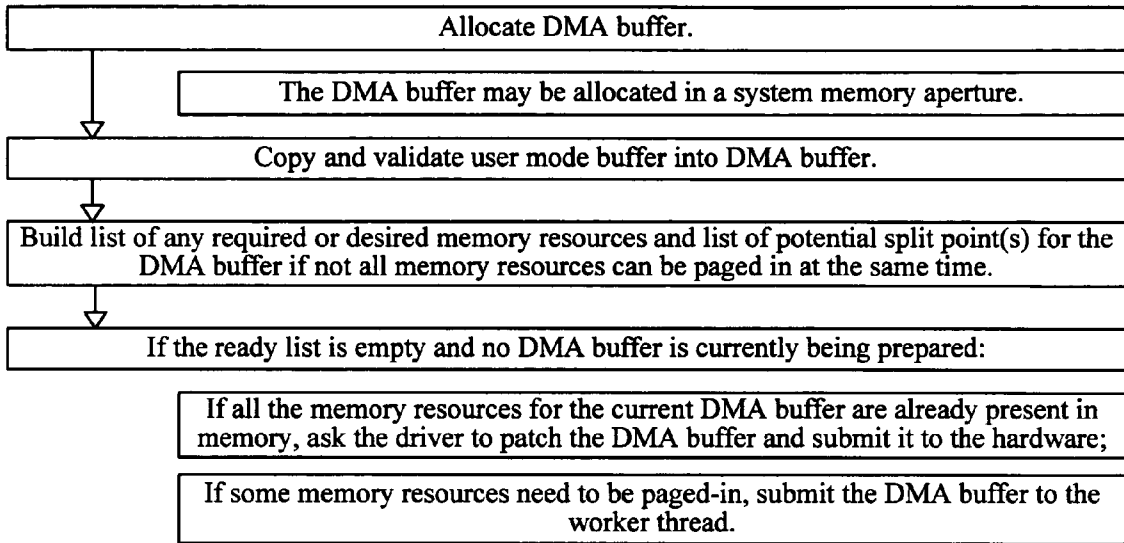 Allocate DMA buffer.
The DMA buffer may be allocated in a system memory aperture.
Copy and validate user mode buffer into DMA buffer.
Build list of any required or desired memory resources and list of potential split point(s) for the
DMA buffer if not all memory resources can be paged in at the same time.
If the ready list is empty and no DMA buffer is currently being prepared:
If all the memory resources for the current DMA buffer are already present in
memory, ask the driver to patch the DMA buffer and submit it to the hardware;
If some memory resources need to be paged-in, submit the DMA buffer to the
worker thread.